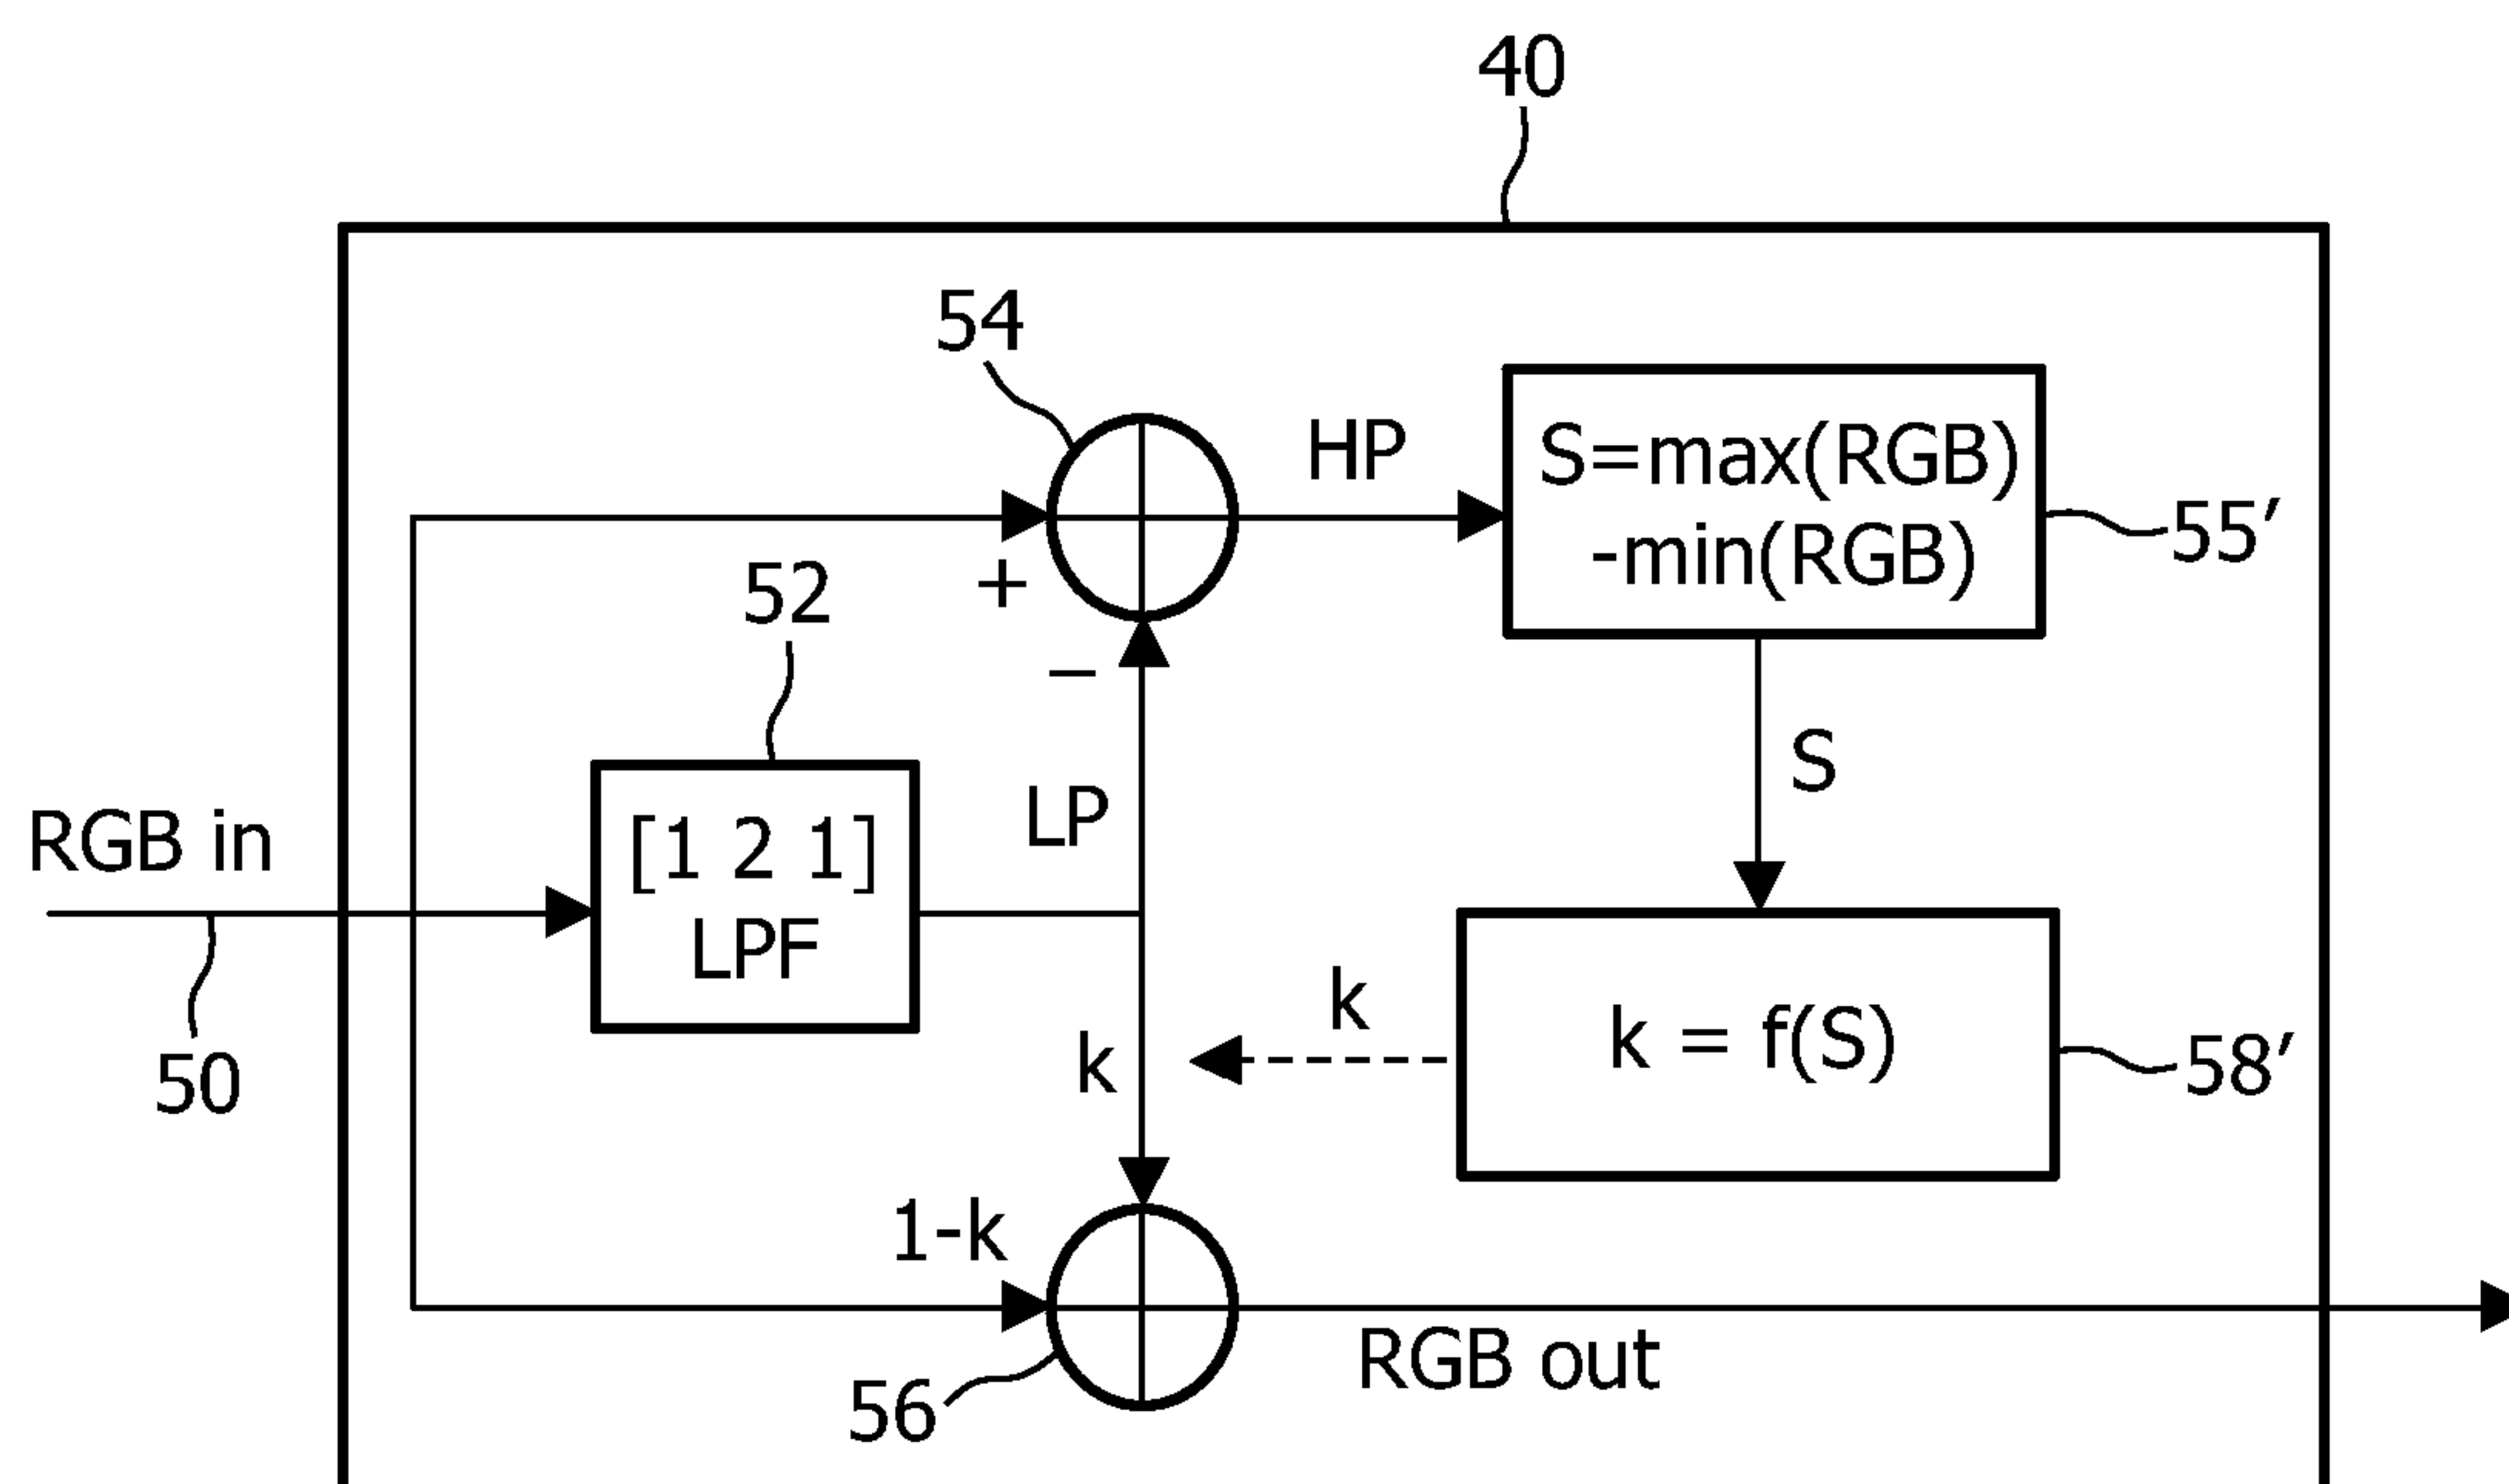 40
54
HP
S=max(RGB)
-min(RGB)
55′
+
52
–
S
LP
RGB in
[1 2 1]
LPF
k
k
k = f(S)
58′
50
1-k
RGB out
56